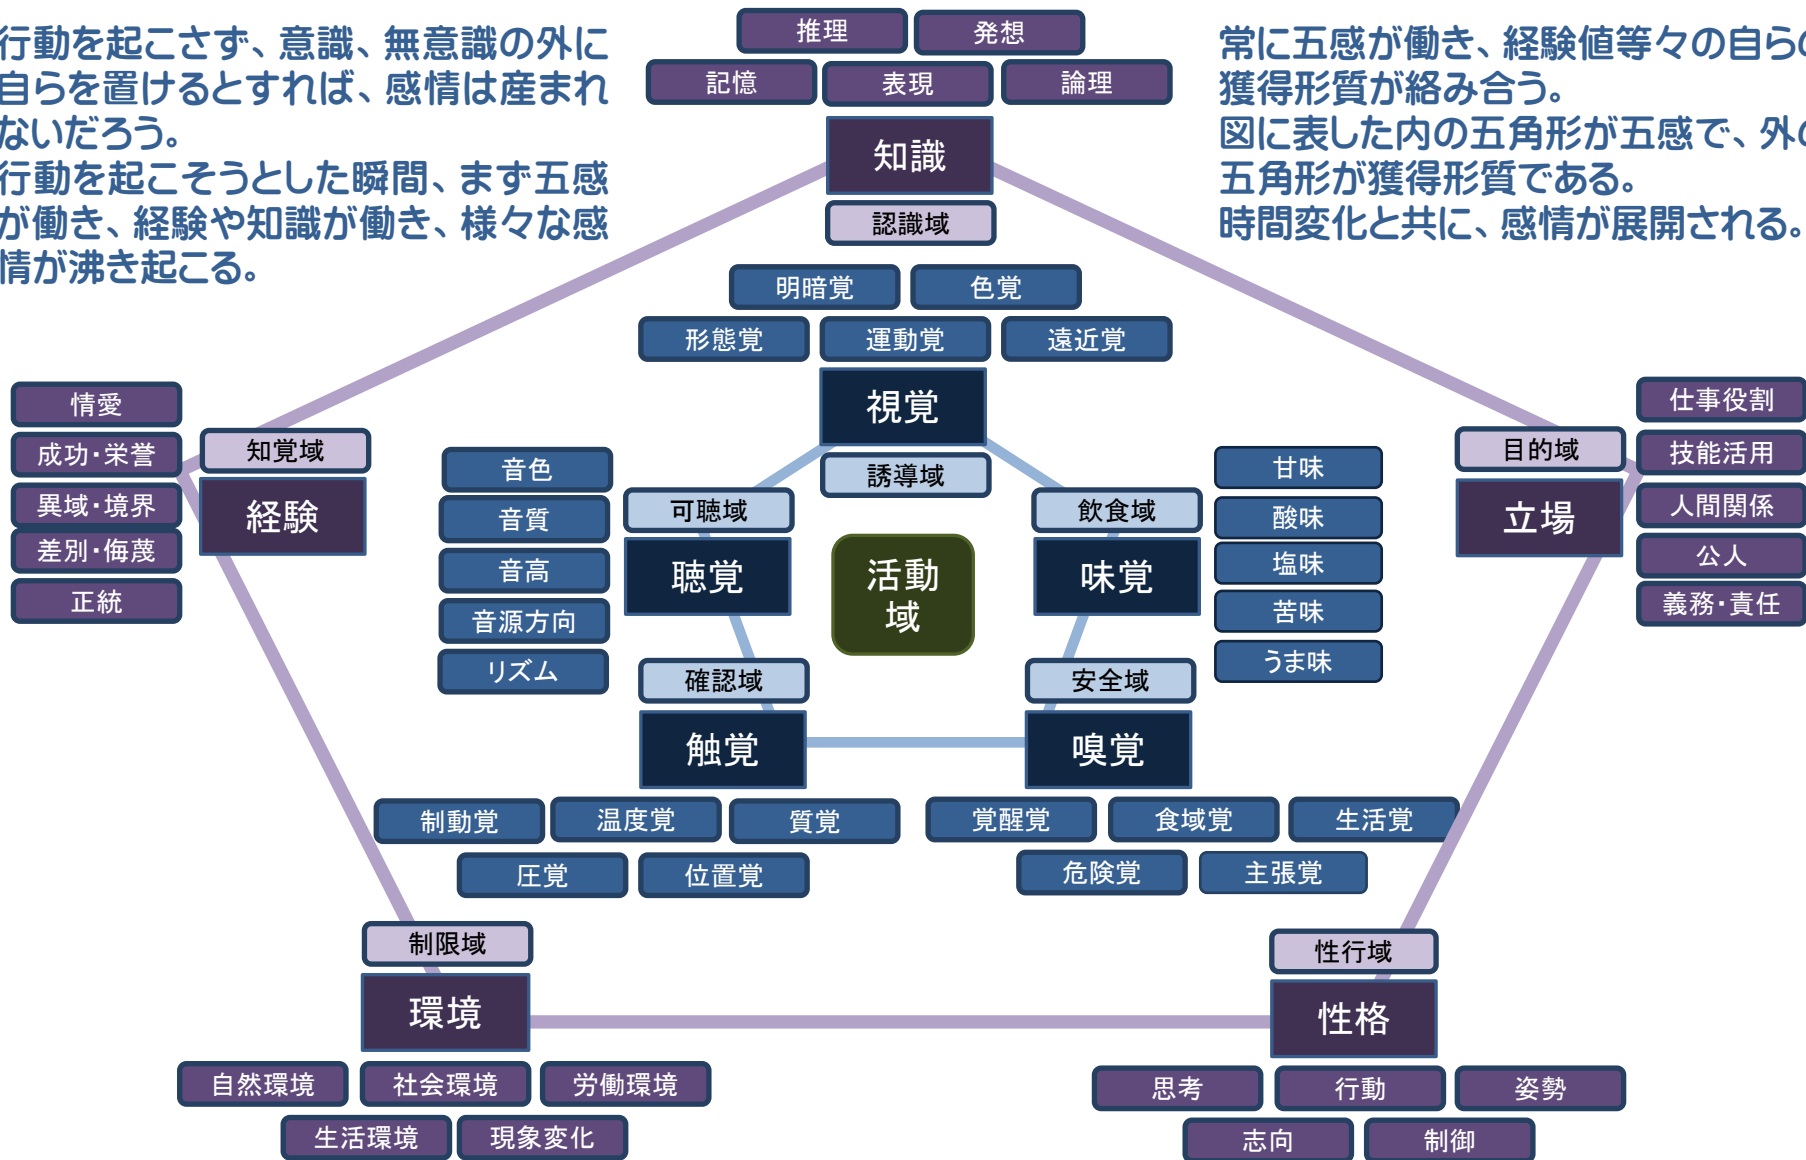 行動を起こさず、意識、無意識の外に
自らを置けるとすれば、感情は産まれ
ないだろう。
行動を起こそうとした瞬間、まず五感
が働き、経験や知識が働き、様々な感
情が沸き起こる。
常に五感が働き、経験値等々の自らの
獲得形質が絡み合う。
図に表した内の五角形が五感で、外の
五角形が獲得形質である。
時間変化と共に、感情が展開される。
推理
発想
記憶
表現
論理
知識
認識域
明暗覚
色覚
形態覚
運動覚
遠近覚
視覚
誘導域
情愛
成功・栄誉
異域・境界
差別・侮蔑
正統
知覚域
経験
音色
音質
音高
音源方向
リズム
可聴域
聴覚
活動
域
飲食域
味覚
甘味
酸味
塩味
苦味
うま味
目的域
立場
仕事役割
技能活用
人間関係
公人
義務・責任
確認域
触覚
安全域
嗅覚
制動覚
温度覚
質覚
圧覚
位置覚
覚醒覚
食域覚
生活覚
危険覚
主張覚
制限域
環境
性行域
性格
自然環境
社会環境
労働環境
生活環境
現象変化
思考
行動
姿勢
志向
制御